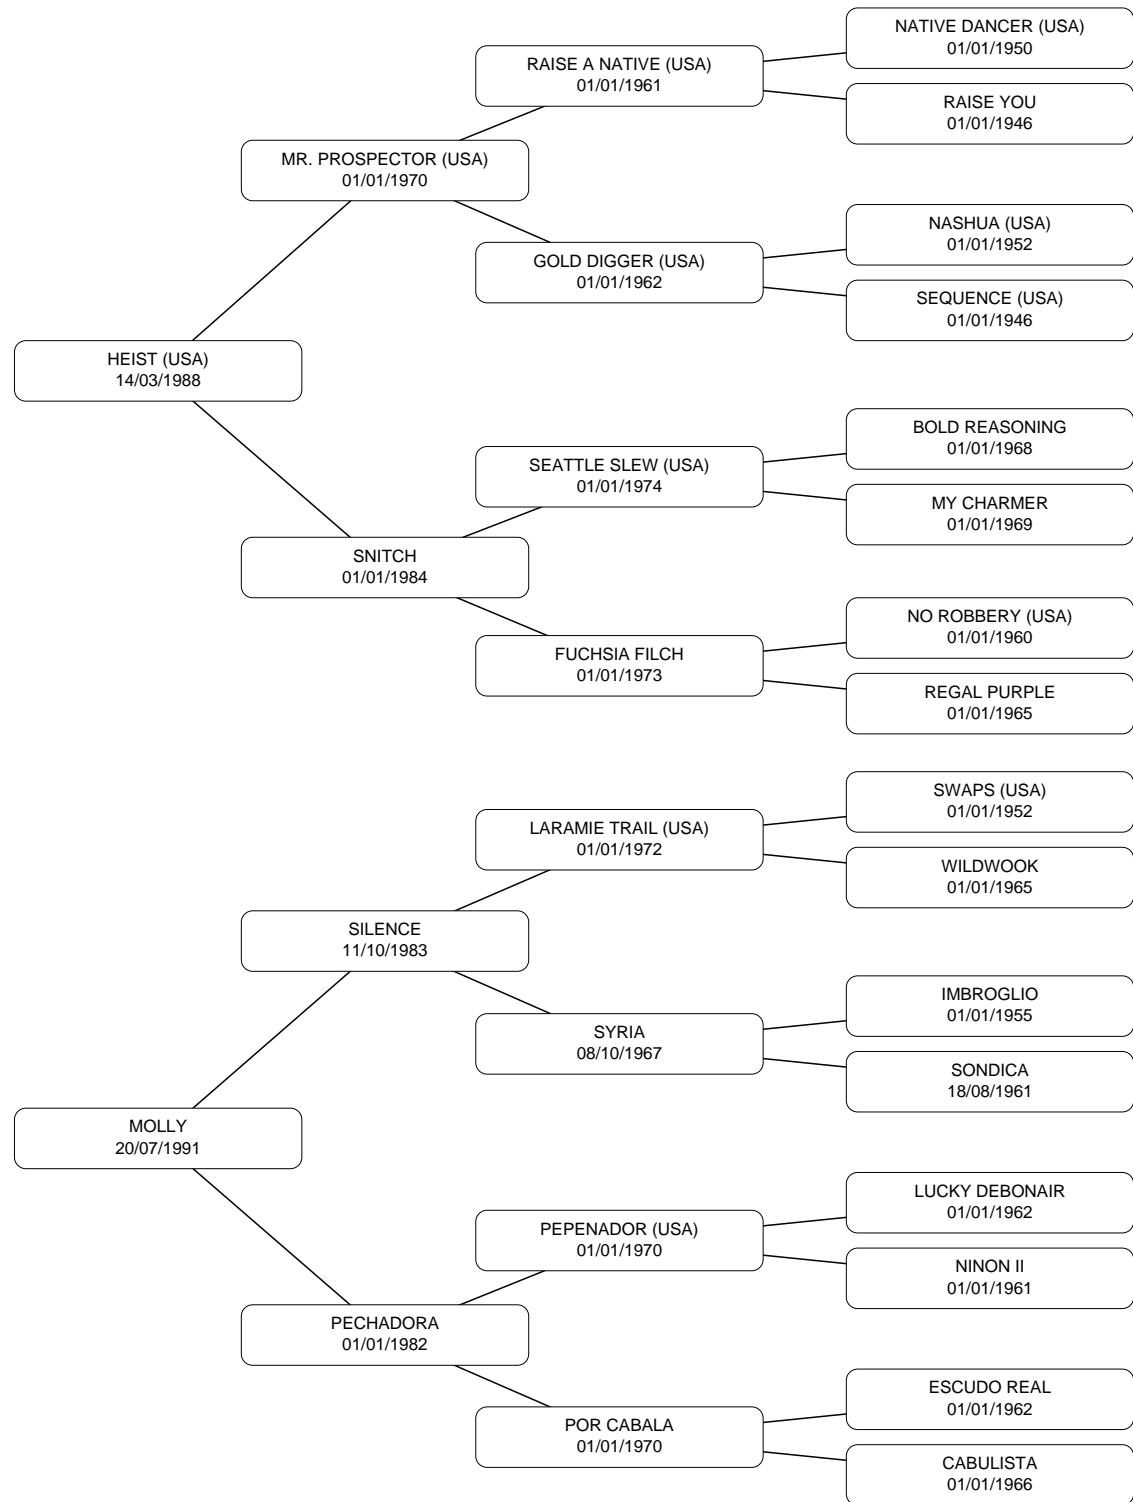 NATIVE DANCER (USA)
01/01/1950
RAISE A NATIVE (USA)
01/01/1961
RAISE YOU
01/01/1946
MR. PROSPECTOR (USA)
01/01/1970
NASHUA (USA)
01/01/1952
GOLD DIGGER (USA)
01/01/1962
SEQUENCE (USA)
01/01/1946
HEIST (USA)
14/03/1988
BOLD REASONING
01/01/1968
SEATTLE SLEW (USA)
01/01/1974
MY CHARMER
01/01/1969
SNITCH
01/01/1984
NO ROBBERY (USA)
01/01/1960
FUCHSIA FILCH
01/01/1973
REGAL PURPLE
01/01/1965
SWAPS (USA)
01/01/1952
LARAMIE TRAIL (USA)
01/01/1972
WILDWOOK
01/01/1965
SILENCE
11/10/1983
IMBROGLIO
01/01/1955
SYRIA
08/10/1967
SONDICA
18/08/1961
MOLLY
20/07/1991
LUCKY DEBONAIR
01/01/1962
PEPENADOR (USA)
01/01/1970
NINON II
01/01/1961
PECHADORA
01/01/1982
ESCUDO REAL
01/01/1962
POR CABALA
01/01/1970
CABULISTA
01/01/1966